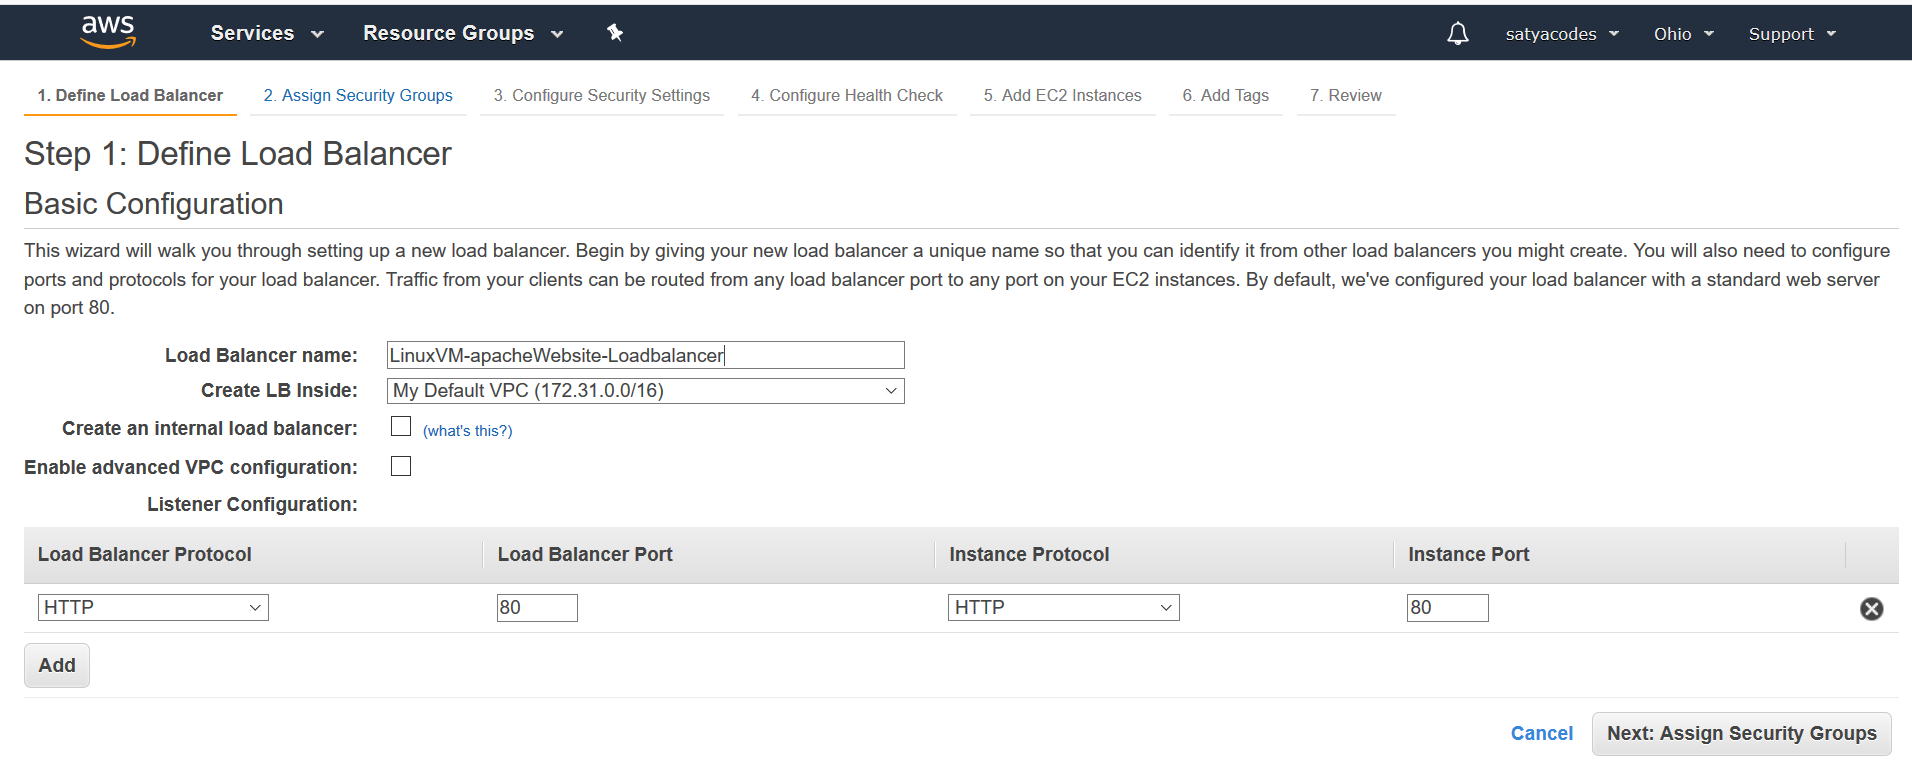 aws Services Resource Groups satyacodes Ohio Support
1. Define Load Balancer 2. Assign Security Groups 3. Configure Security Settings 4. Configure Health Check 5. Add EC2 Instances 6. Add Tags 7. Review
Step 1: Define Load Balancer
Basic Configuration
This wizard will walk you through setting up a new load balancer. Begin by giving your new load balancer a unique name so that you can identify it from other load balancers you might create. You will also need to configure
ports and protocols for your load balancer. Traffic from your clients can be routed from any load balancer port to any port on your EC2 instances. By default, we've configured your load balancer with a standard web server
on port 80.
Load Balancer name: LinuxVM-apacheWebsite-Loadbalancer
Create LB Inside: My Default VPC (172.31.0.0/16)
Create an internal load balancer: (what's this?)
Enable advanced VPC configuration:
Listener Configuration:
Load Balancer Protocol Load Balancer Port Instance Protocol Instance Port
HTTP 80 HTTP 80
Add
Cancel Next: Assign Security Groups